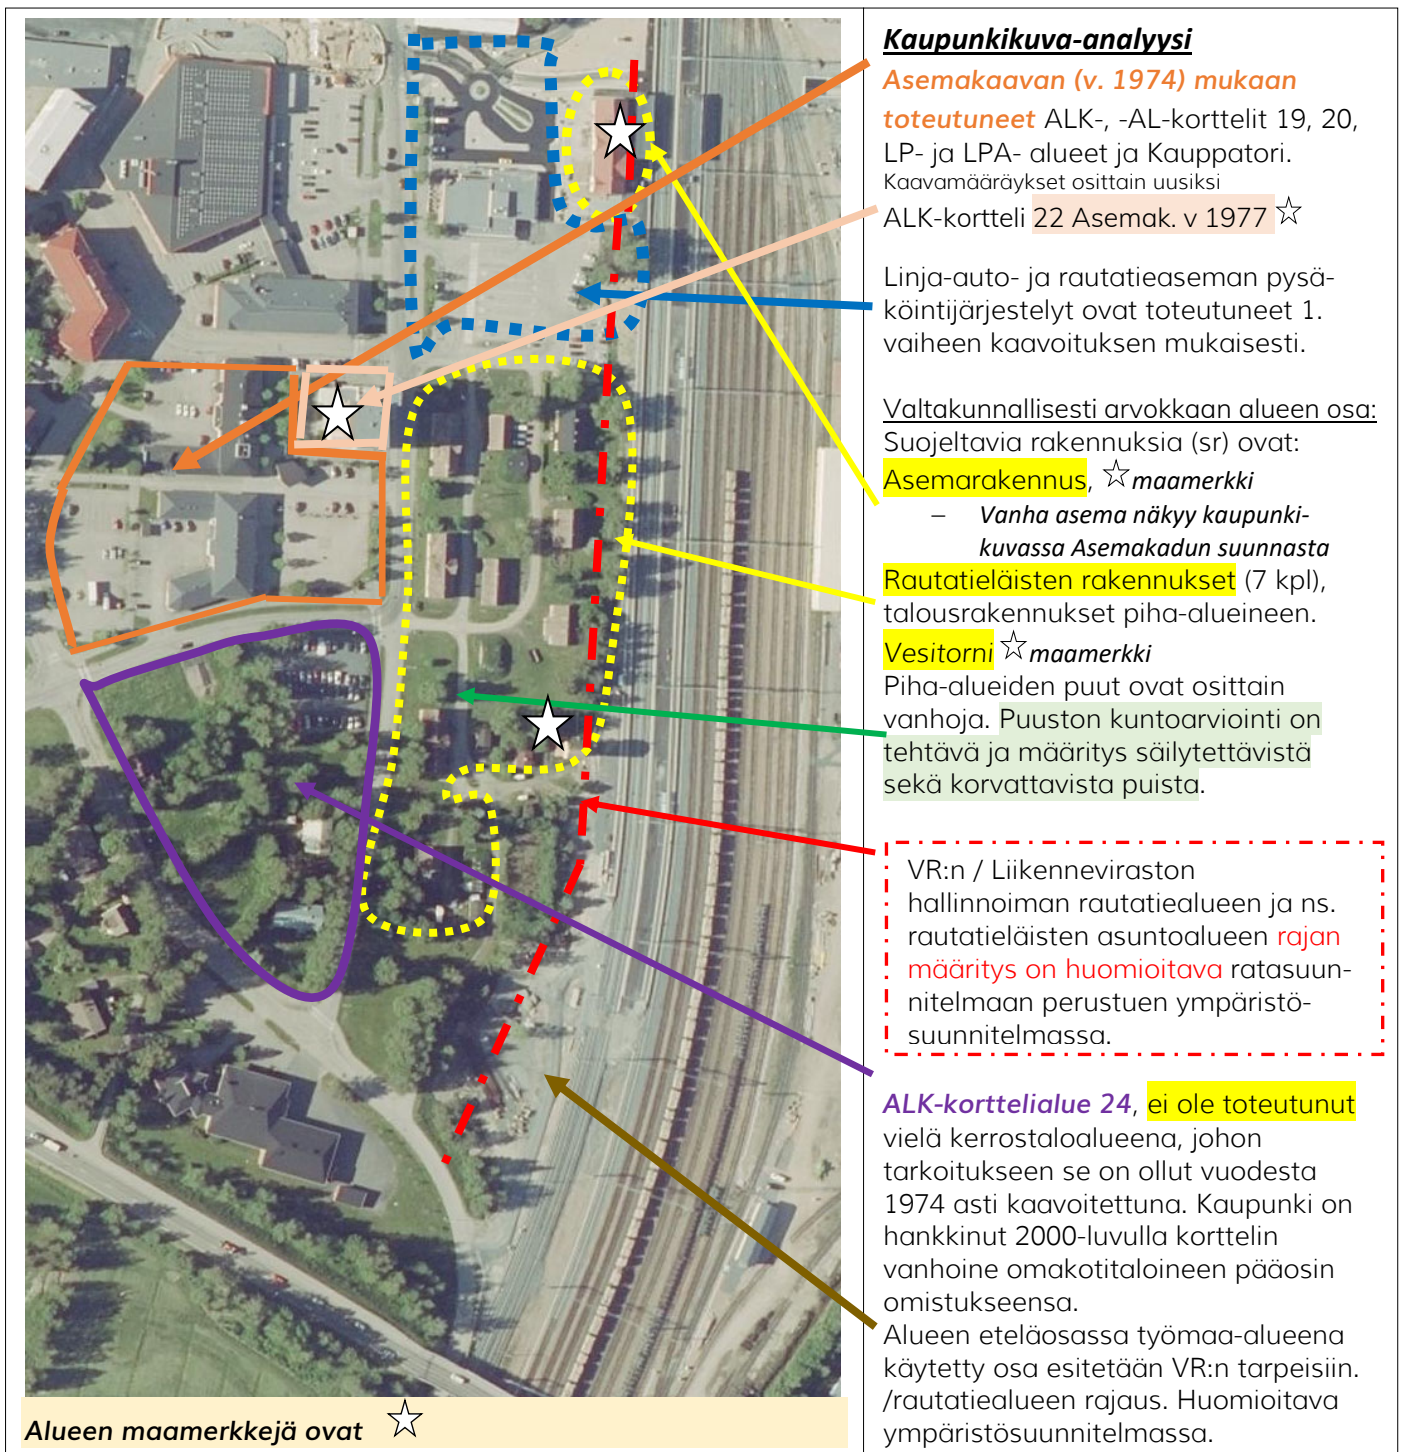 Kaupunkikuva-analyysi
Asemakaavan (v. 1974) mukaan
toteutuneet ALK-, -AL-korttelit 19, 20,
LP- ja LPA- alueet ja Kauppatori.
Kaavamääräykset osittain uusiksi
ALK-kortteli 22 Asemak. v 1977 ☆
Linja-auto- ja rautatieaseman pysä-
köintijärjestelyt ovat toteutuneet 1.
vaiheen kaavoituksen mukaisesti.
Valtakunnallisesti arvokkaan alueen osa:
Suojeltavia rakennuksia (sr) ovat:
Asemarakennus, ☆ maamerkki
– Vanha asema näkyy kaupunki-
kuvassa Asemakadun suunnasta
Rautatieläisten rakennukset (7 kpl),
talousrakennukset piha-alueineen.
Vesitorni ☆ maamerkki
Piha-alueiden puut ovat osittain
vanhoja. Puuston kuntoarviointi on
tehtävä ja määritys säilytettävistä
sekä korvattavista puista.
VR:n / Liikenneviraston
hallinnoiman rautatiealueen ja ns.
rautatieläisten asuntoalueen rajan
määritys on huomioitava ratasuun-
nitelmaan perustuen ympäristö-
suunnitelmassa.
ALK-korttelialue 24, ei ole toteutunut
vielä kerrostaloalueena, johon
tarkoitukseen se on ollut vuodesta
1974 asti kaavoitettuna. Kaupunki on
hankkinut 2000-luvulla korttelin
vanhoine omakotitaloineen pääosin
omistukseensa.
Alueen eteläosassa työmaa-alueena
käytetty osa esitetään VR:n tarpeisiin.
/rautatiealueen rajaus. Huomioitava
ympäristösuunnitelmassa.
Alueen maamerkkejä ovat ☆